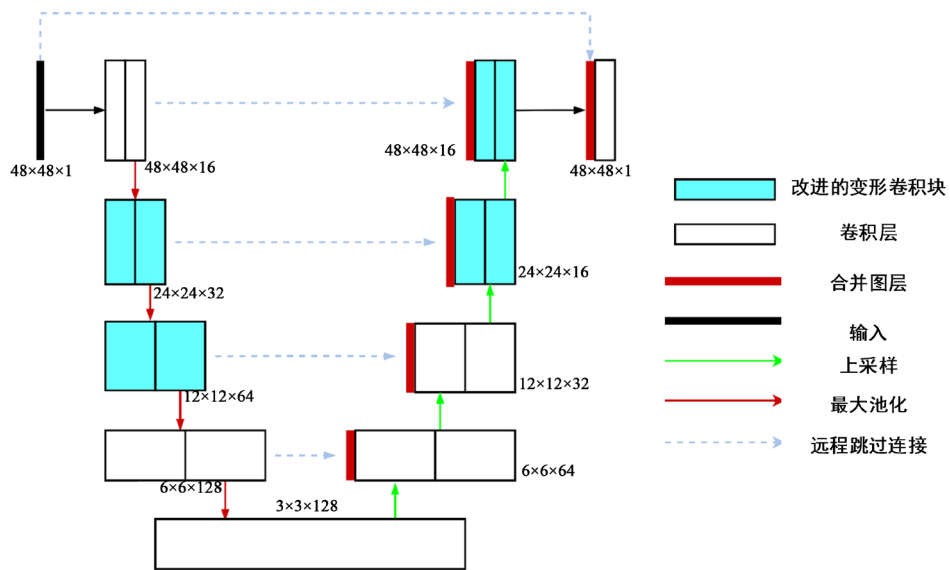 48×48×1
48×48×16
48×48×16
48×48×1
24×24×32
24×24×16
12×12×64
12×12×32
6×6×128
6×6×64
3×3×128
改进的变形卷积块
卷积层
合并图层
输入
上采样
最大池化
远程跳过连接